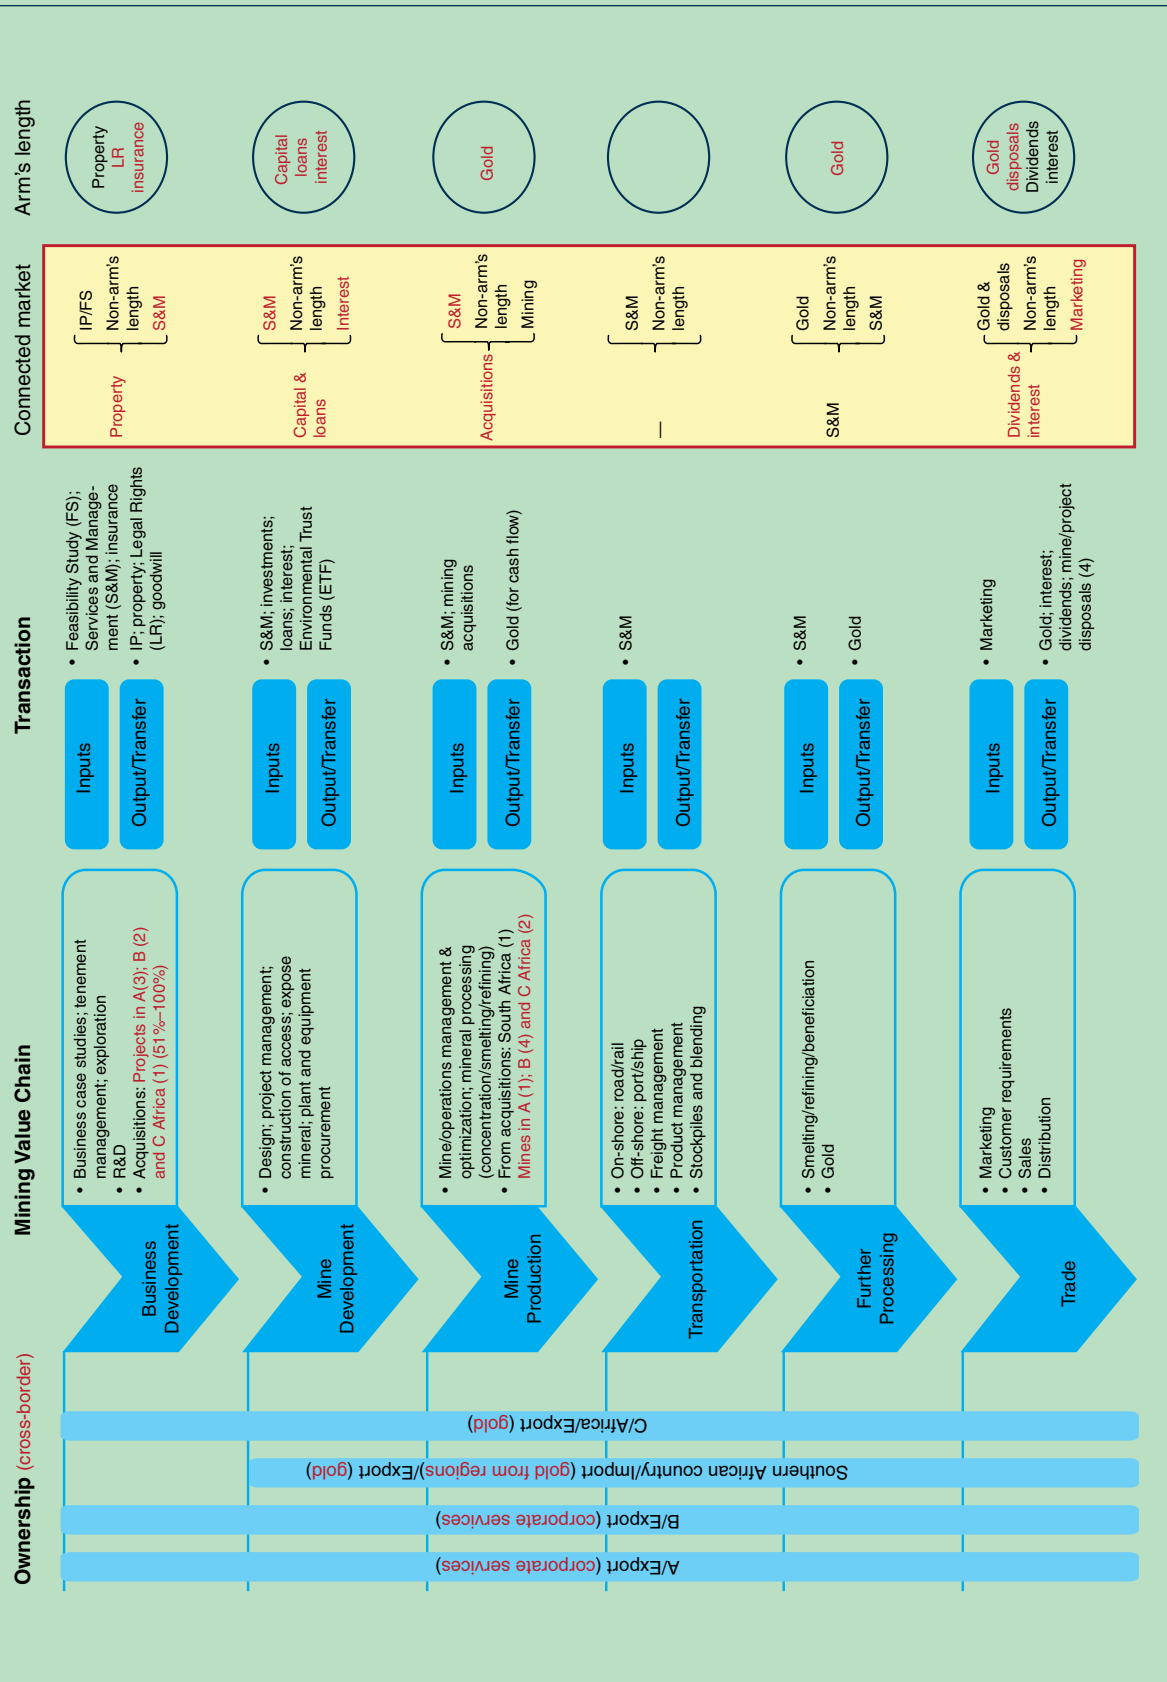 Ownership (cross-border)
Mining Value Chain
Transaction
Connected market
Arm's length
A/Export (corporate services)
B/Export (corporate services)
Southern African country/Import (gold from regions)/Export (gold)
C/Africa/Export (gold)
Business
Development
• Business case studies; tenement
management; exploration
• R&D
• Acquisitions: Projects in A(3); B (2)
and C Africa (1) (51%–100%)
Inputs
Output/Transfer
• Feasibility Study (FS);
Services and Manage-
ment (S&M); insurance
• IP; property; Legal Rights
(LR); goodwill
Property
IP/FS
Non-arm's
length
S&M
Property
LR
insurance
Mine
Development
• Design; project management;
construction of access; expose
mineral; plant and equipment
procurement
Inputs
Output/Transfer
• S&M; investments;
loans; interest;
Environmental Trust
Funds (ETF)
Capital &
loans
S&M
Non-arm's
length
Interest
Capital
loans
interest
Mine
Production
• Mine/operations management &
optimization; mineral processing
(concentration/smelting/refining)
• From acquisitions: South Africa (1)
Mines in A (1); B (4) and C Africa (2)
Inputs
Output/Transfer
• S&M; mining
acquisitions
• Gold (for cash flow)
Acquisitions
S&M
Non-arm's
length
Mining
Gold
Transportation
• On-shore: road/rail
• Off-shore: port/ship
• Freight management
• Product management
• Stockpiles and blending
Inputs
Output/Transfer
• S&M
—
S&M
Non-arm's
length
Further
Processing
• Smelting/refining/beneficiation
• Gold
Inputs
Output/Transfer
• S&M
• Gold
S&M
Gold
Non-arm's
length
S&M
Gold
Trade
• Marketing
• Customer requirements
• Sales
• Distribution
Inputs
Output/Transfer
• Marketing
• Gold; interest;
dividends; mine/project
disposals (4)
Dividends &
interest
Gold &
disposals
Non-arm's
length
Marketing
Gold
disposals
Dividends
interest